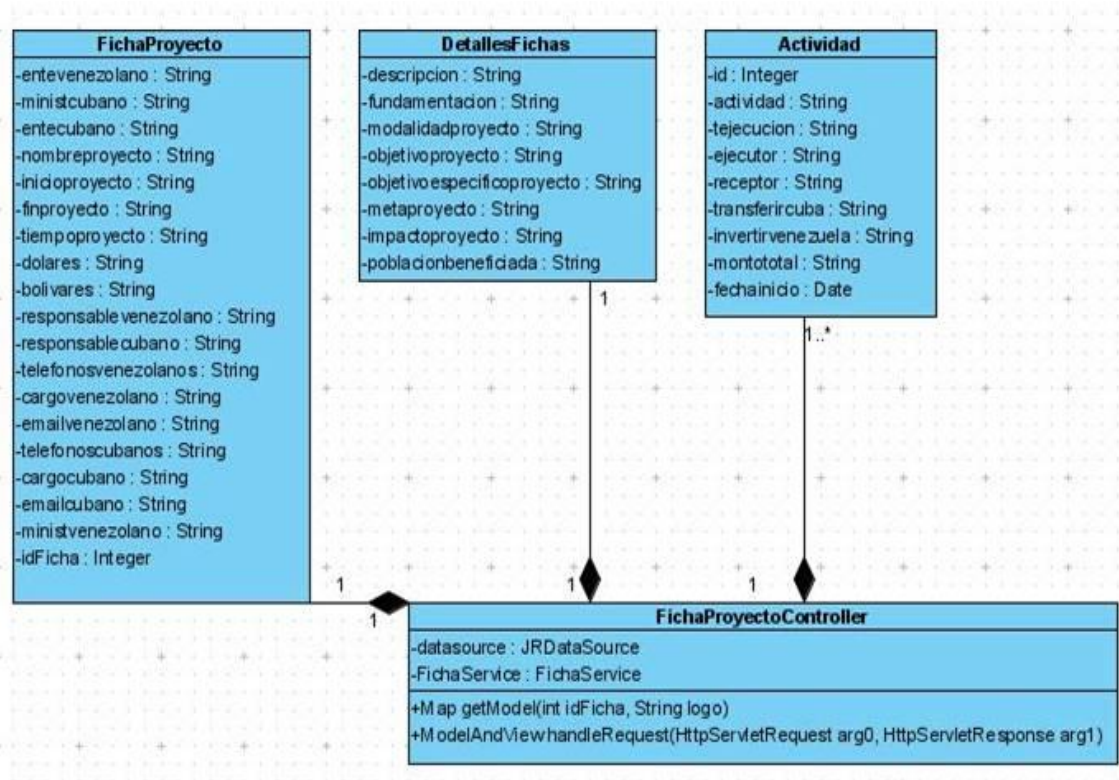 FichaProyecto
-entevenezolano : String
-ministcubano : String
-entecubano : String
-nombreproyecto : String
-inicioproyecto : String
-finproyecto : String
-tiempoproyecto : String
-dolares : String
-bolivares : String
-responsablevenezolano : String
-responsablecubano : String
-telefonosvenezolanos : String
-cargovenezolano : String
-emailvenezolano : String
-telefonoscubanos : String
-cargocubano : String
-emailcubano : String
-ministvenezolano : String
-idFicha : Integer
DetallesFichas
-descripcion : String
-fundamentacion : String
-modalidadproyecto : String
-objetivoproyecto : String
-objetivoespecificoproyecto : String
-metaproyecto : String
-impactoproyecto : String
-poblacionbeneficiada : String
Actividad
-id : Integer
-actividad : String
-tejecucion : String
-ejecutor : String
-receptor : String
-transferircuba : String
-invertirvenezuela : String
-montototal : String
-fechainicio : Date
1
1..*
1
1
1
1
FichaProyectoController
-datasource : JRDataSource
-FichaService : FichaService
+Map getModel(int idFicha, String logo)
+ModelAndViewhandleRequest(HttpServletRequest arg0, HttpServletResponse arg1)